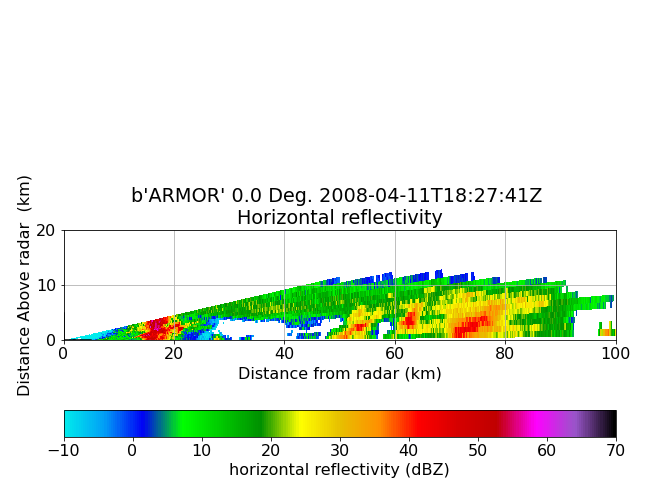 b'ARMOR' 0.0 Deg. 2008-04-11T18:27:41Z
Horizontal reflectivity
Distance Above radar  (km)
20
10
0
0 20 40 60 80 100
Distance from radar (km)
−10 0 10 20 30 40 50 60 70
horizontal reflectivity (dBZ)